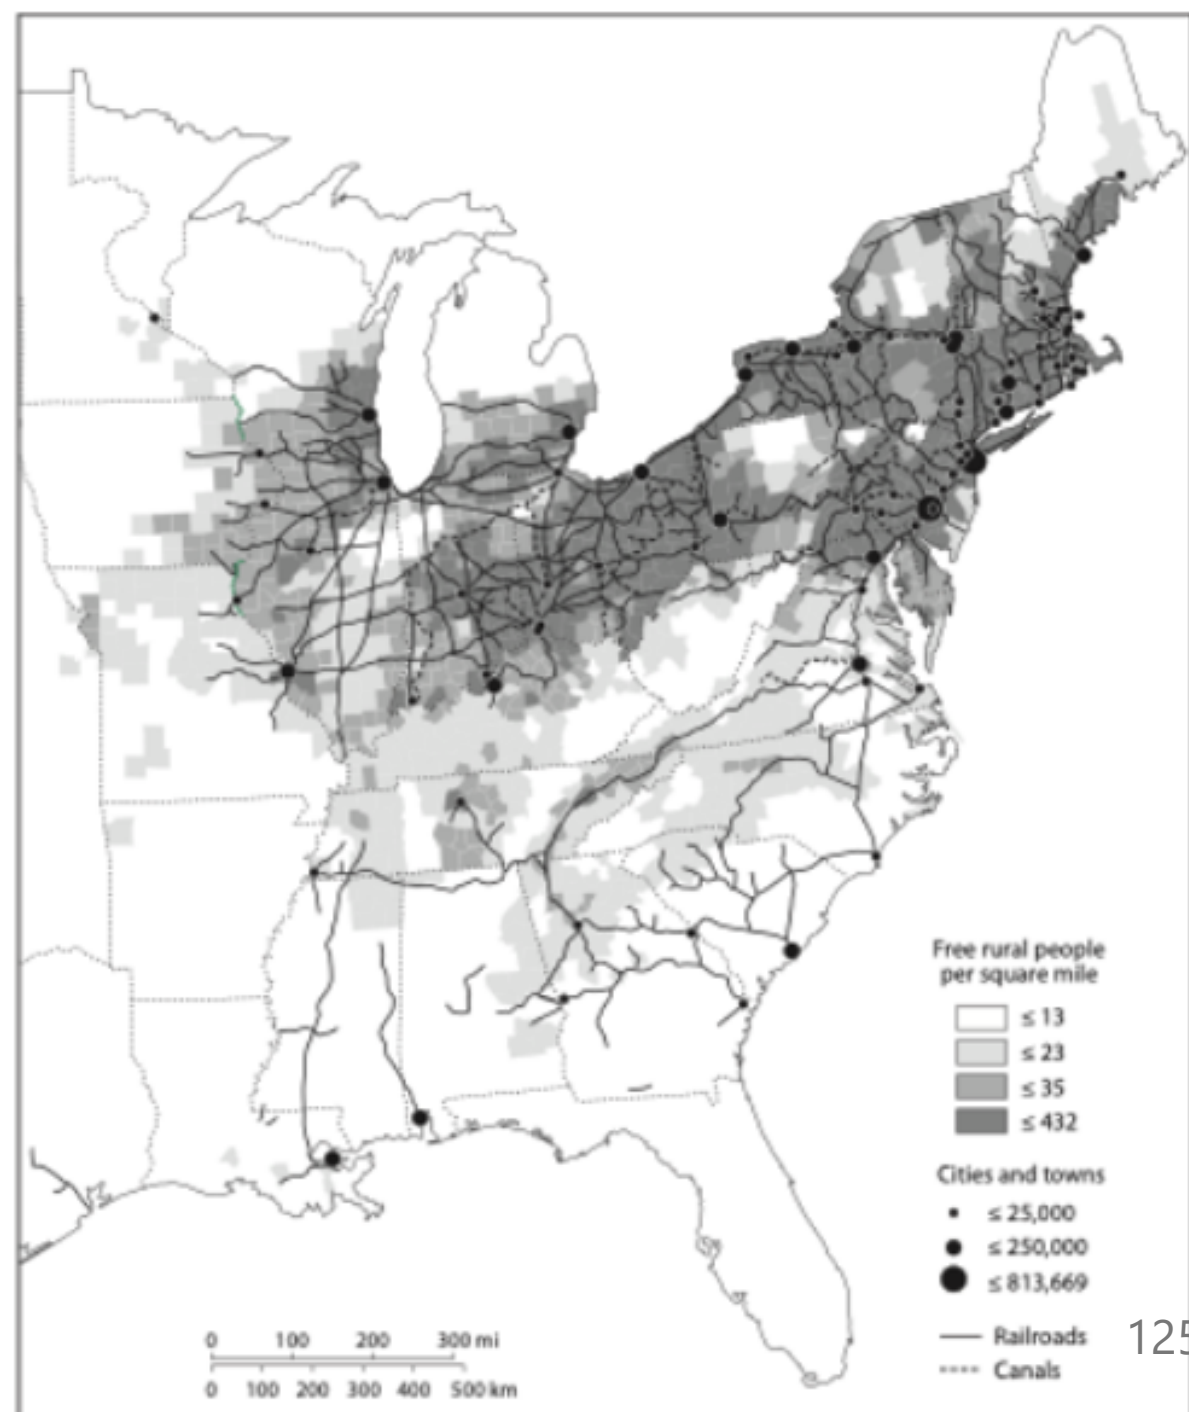 Free rural people
per square mile
≤ 13
≤ 23
≤ 35
≤ 432
Cities and towns
≤ 25,000
≤ 250,000
≤ 813,669
Railroads
Canals
0 100 200 300 mi
0 100 200 300 400 500 km
125